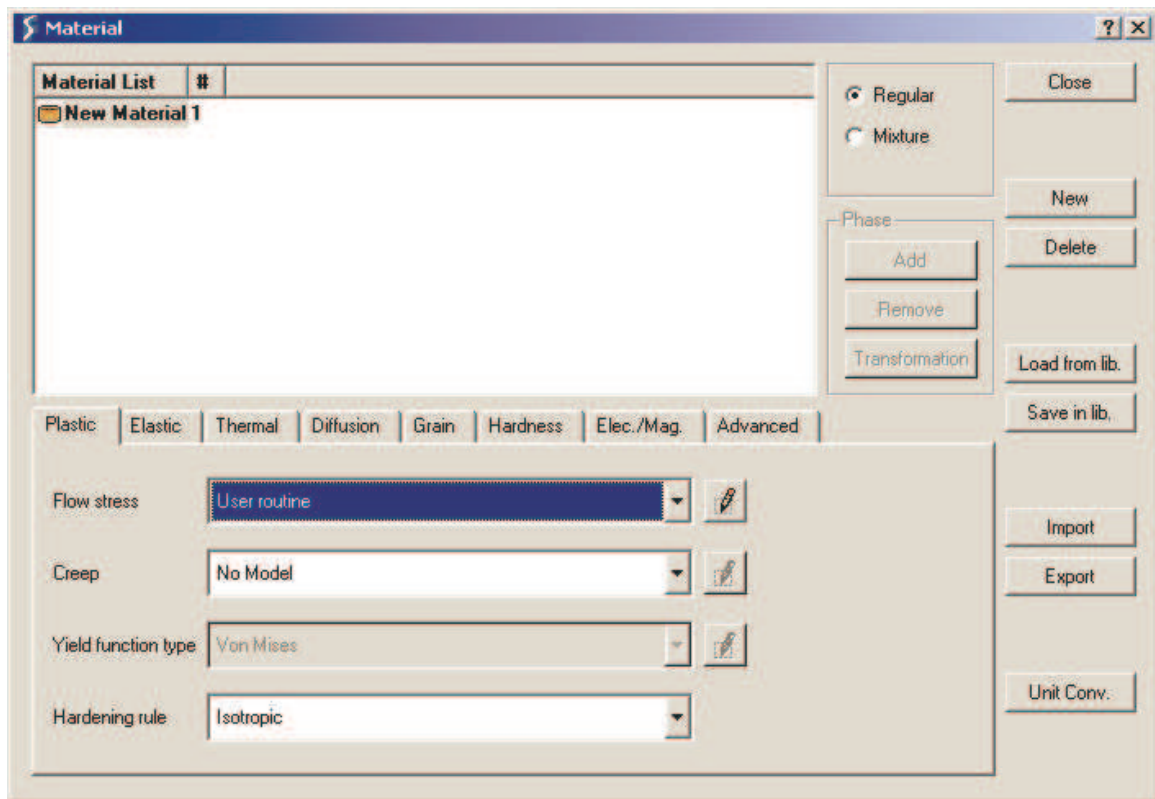 Material
Material List #
New Material 1
Regular
Mixture
Phase
Add
Remove
Transformation
Close
New
Delete
Load from lib.
Save in lib.
Import
Export
Unit Conv.
Plastic Elastic Thermal Diffusion Grain Hardness Elec./Mag. Advanced
Flow stress User routine
Creep No Model
Yield function type Von Mises
Hardening rule Isotropic